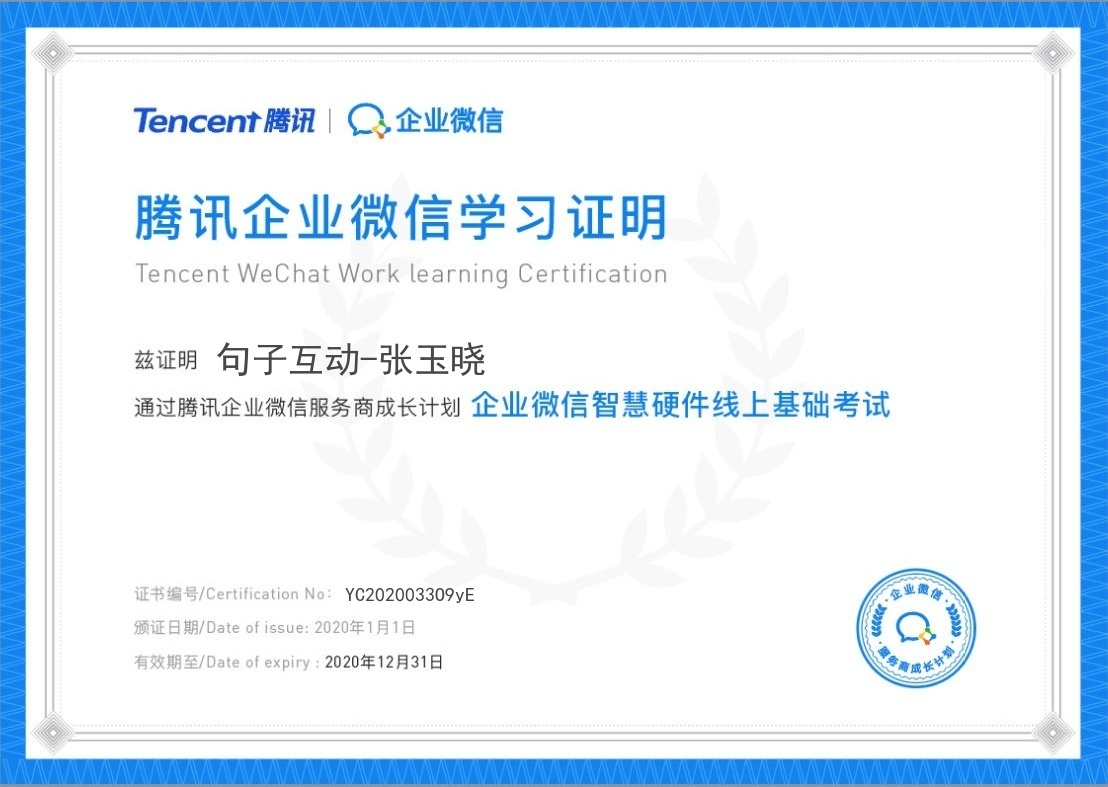 Tencent腾讯 | 企业微信
腾讯企业微信学习证明
Tencent WeChat Work learning Certification
兹证明 句子互动-张玉晓
通过腾讯企业微信服务商成长计划 企业微信智慧硬件线上基础考试
证书编号/Certification No: YC202003309yE
颁证日期/Date of issue: 2020年1月1日
有效期至/Date of expiry : 2020年12月31日
·企业微信·
·服务商成长计划·